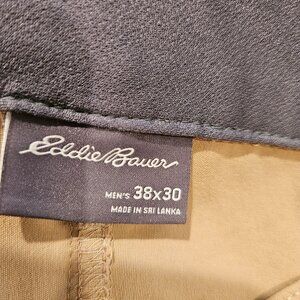 Eddie Bauer
MEN'S 38x30
MADE IN SRI LANKA